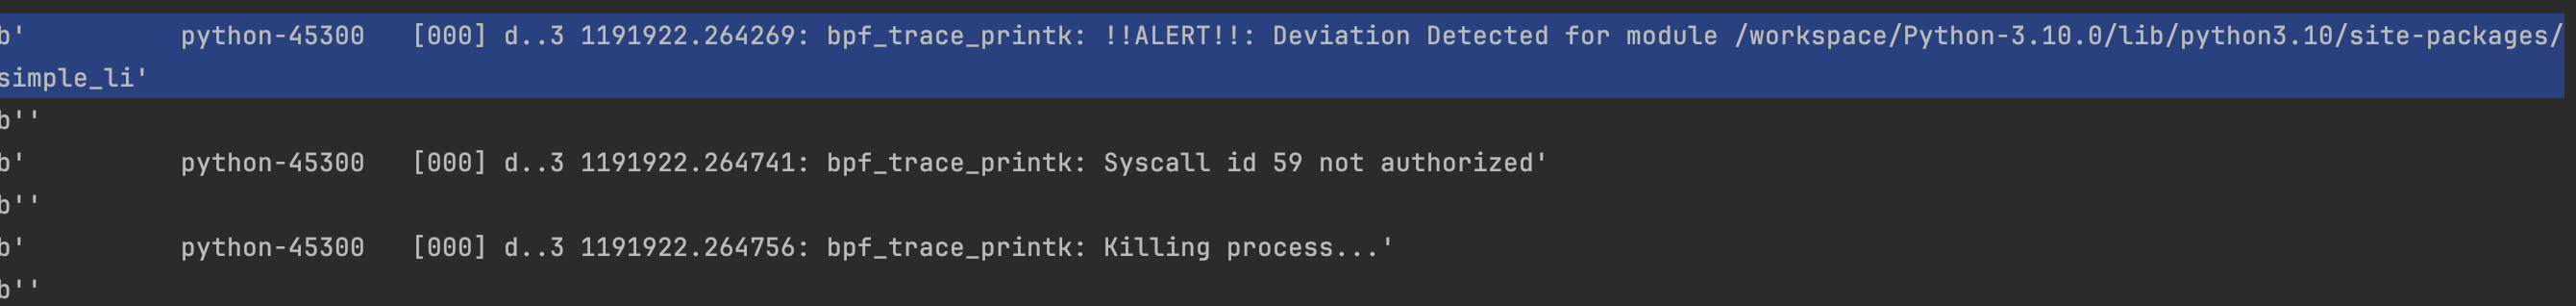 b'         python-45300   [000] d..3 1191922.264269: bpf_trace_printk: !!ALERT!!: Deviation Detected for module /workspace/Python-3.10.0/lib/python3.10/site-packages/
simple_li'
b''
b'         python-45300   [000] d..3 1191922.264741: bpf_trace_printk: Syscall id 59 not authorized'
b''
b'         python-45300   [000] d..3 1191922.264756: bpf_trace_printk: Killing process...'
b''